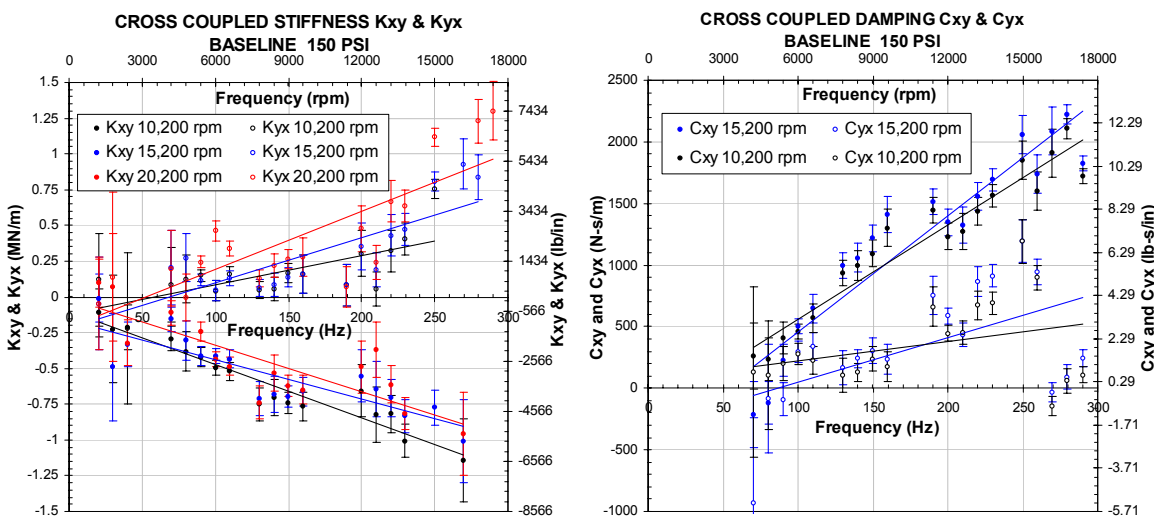 CROSS COUPLED STIFFNESS Kxy & Kyx
BASELINE 150 PSI
0 3000 6000 9000 12000 15000 18000
Frequency (rpm)
Kxy 10,200 rpm Kyx 10,200 rpm
Kxy 15,200 rpm Kyx 15,200 rpm
Kxy 20,200 rpm Kyx 20,200 rpm
Kxy & Kyx (MN/m)
1.5
1.25
1
0.75
0.5
0.25
0
-0.25
-0.5
-0.75
-1
-1.25
-1.5
0 50 100 150 200 250 300
Frequency (Hz)
7434
5434
3434
1434
-566
-2566
-4566
-6566
-8566
Kxy & Kyx (lb/in)
CROSS COUPLED DAMPING Cxy & Cyx
BASELINE 150 PSI
0 3000 6000 9000 12000 15000 18000
Frequency (rpm)
Cxy 15,200 rpm Cyx 15,200 rpm
Cxy 10,200 rpm Cyx 10,200 rpm
Cxy and Cyx (N-s/m)
2500
2000
1500
1000
500
0
-500
-1000
0 50 100 150 200 250 300
Frequency (Hz)
12.29
10.29
8.29
6.29
4.29
2.29
0.29
-1.71
-3.71
-5.71
Cxy and Cyx (lb-s/in)